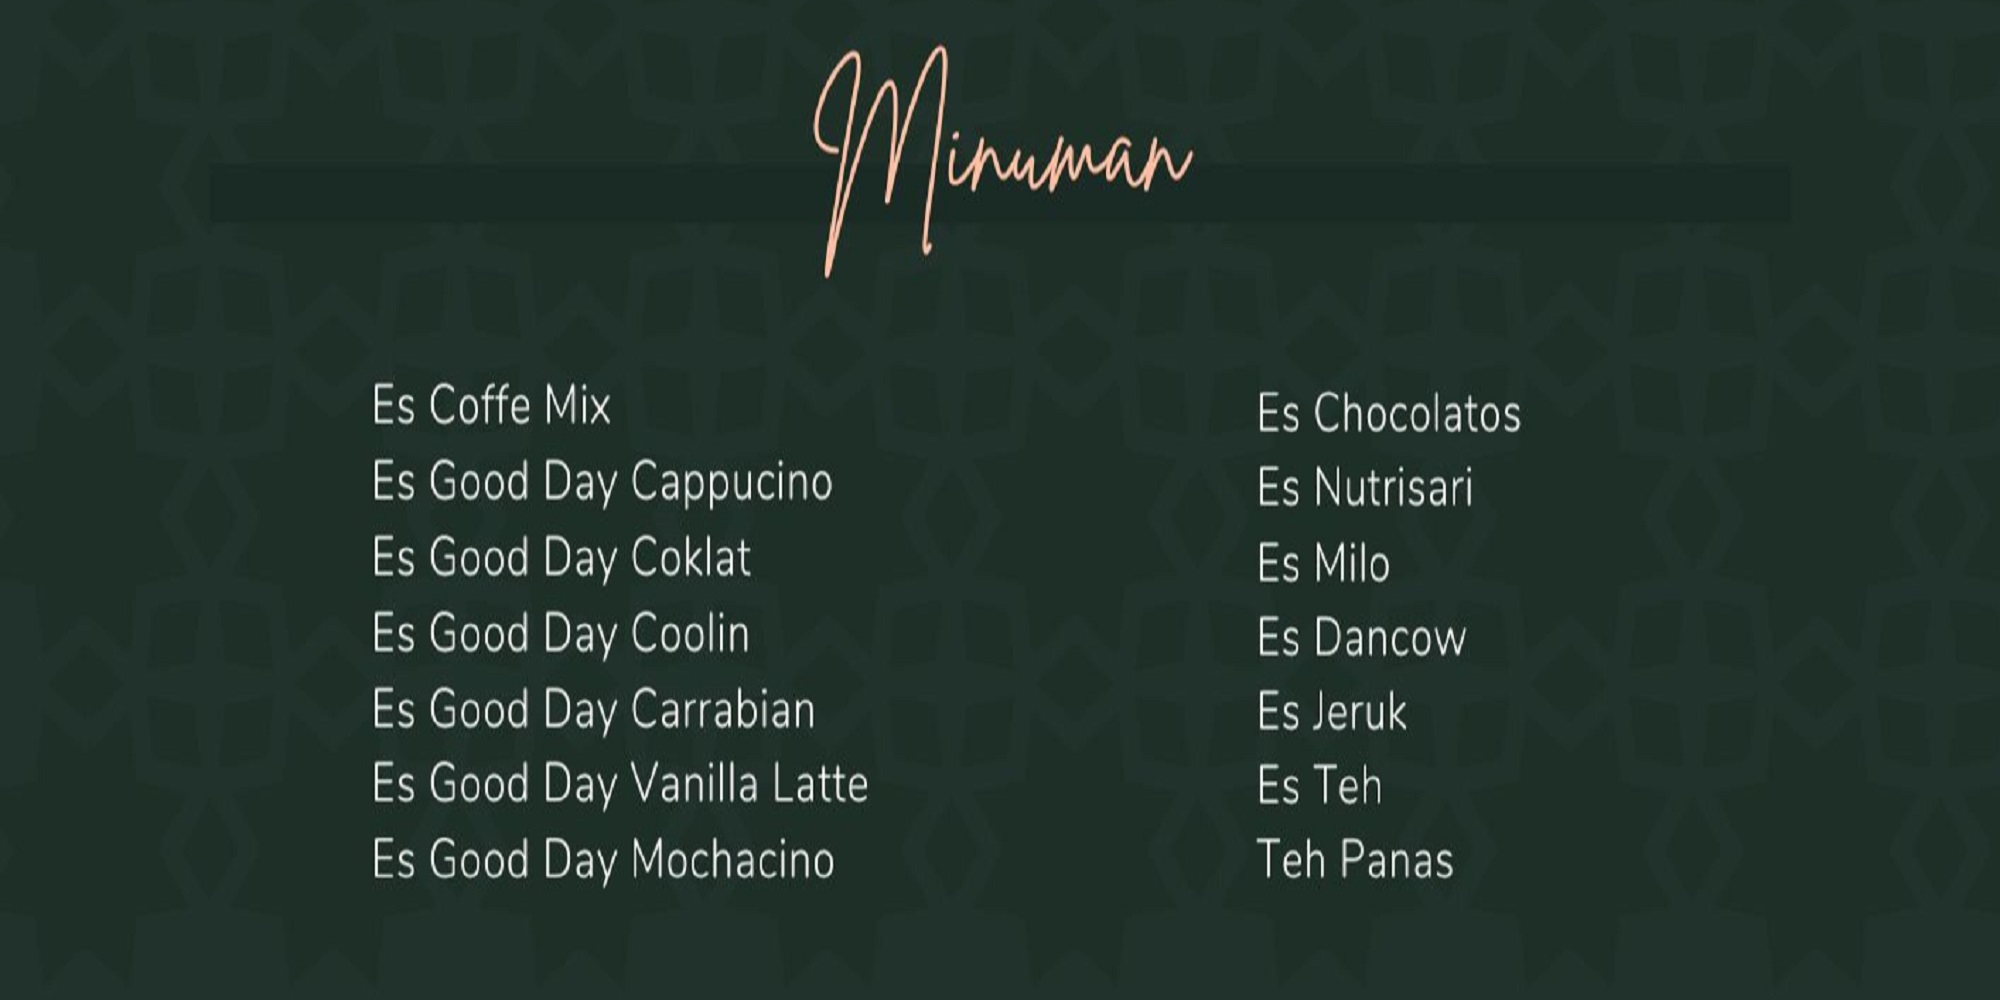 Minuman
Es Coffe Mix
Es Good Day Cappucino
Es Good Day Coklat
Es Good Day Coolin
Es Good Day Carrabian
Es Good Day Vanilla Latte
Es Good Day Mochacino
Es Chocolatos
Es Nutrisari
Es Milo
Es Dancow
Es Jeruk
Es Teh
Teh Panas